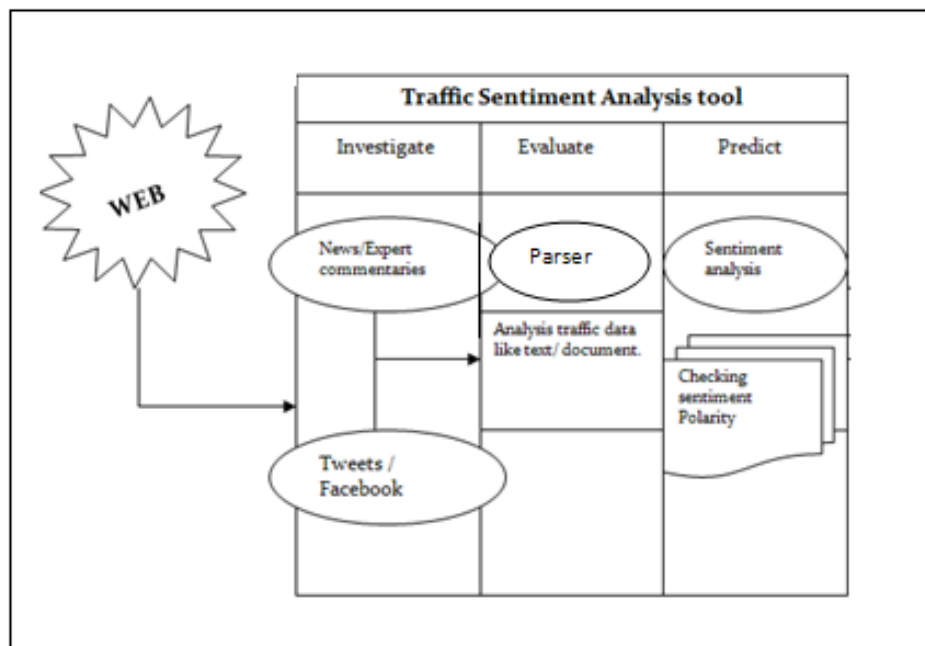 Traffic Sentiment Analysis tool
Investigate
Evaluate
Predict
WEB
News/Expert
commentaries
Parser
Sentiment
analysis
Analysis traffic data
like text/ document.
Checking
sentiment
Polarity
Tweets /
Facebook